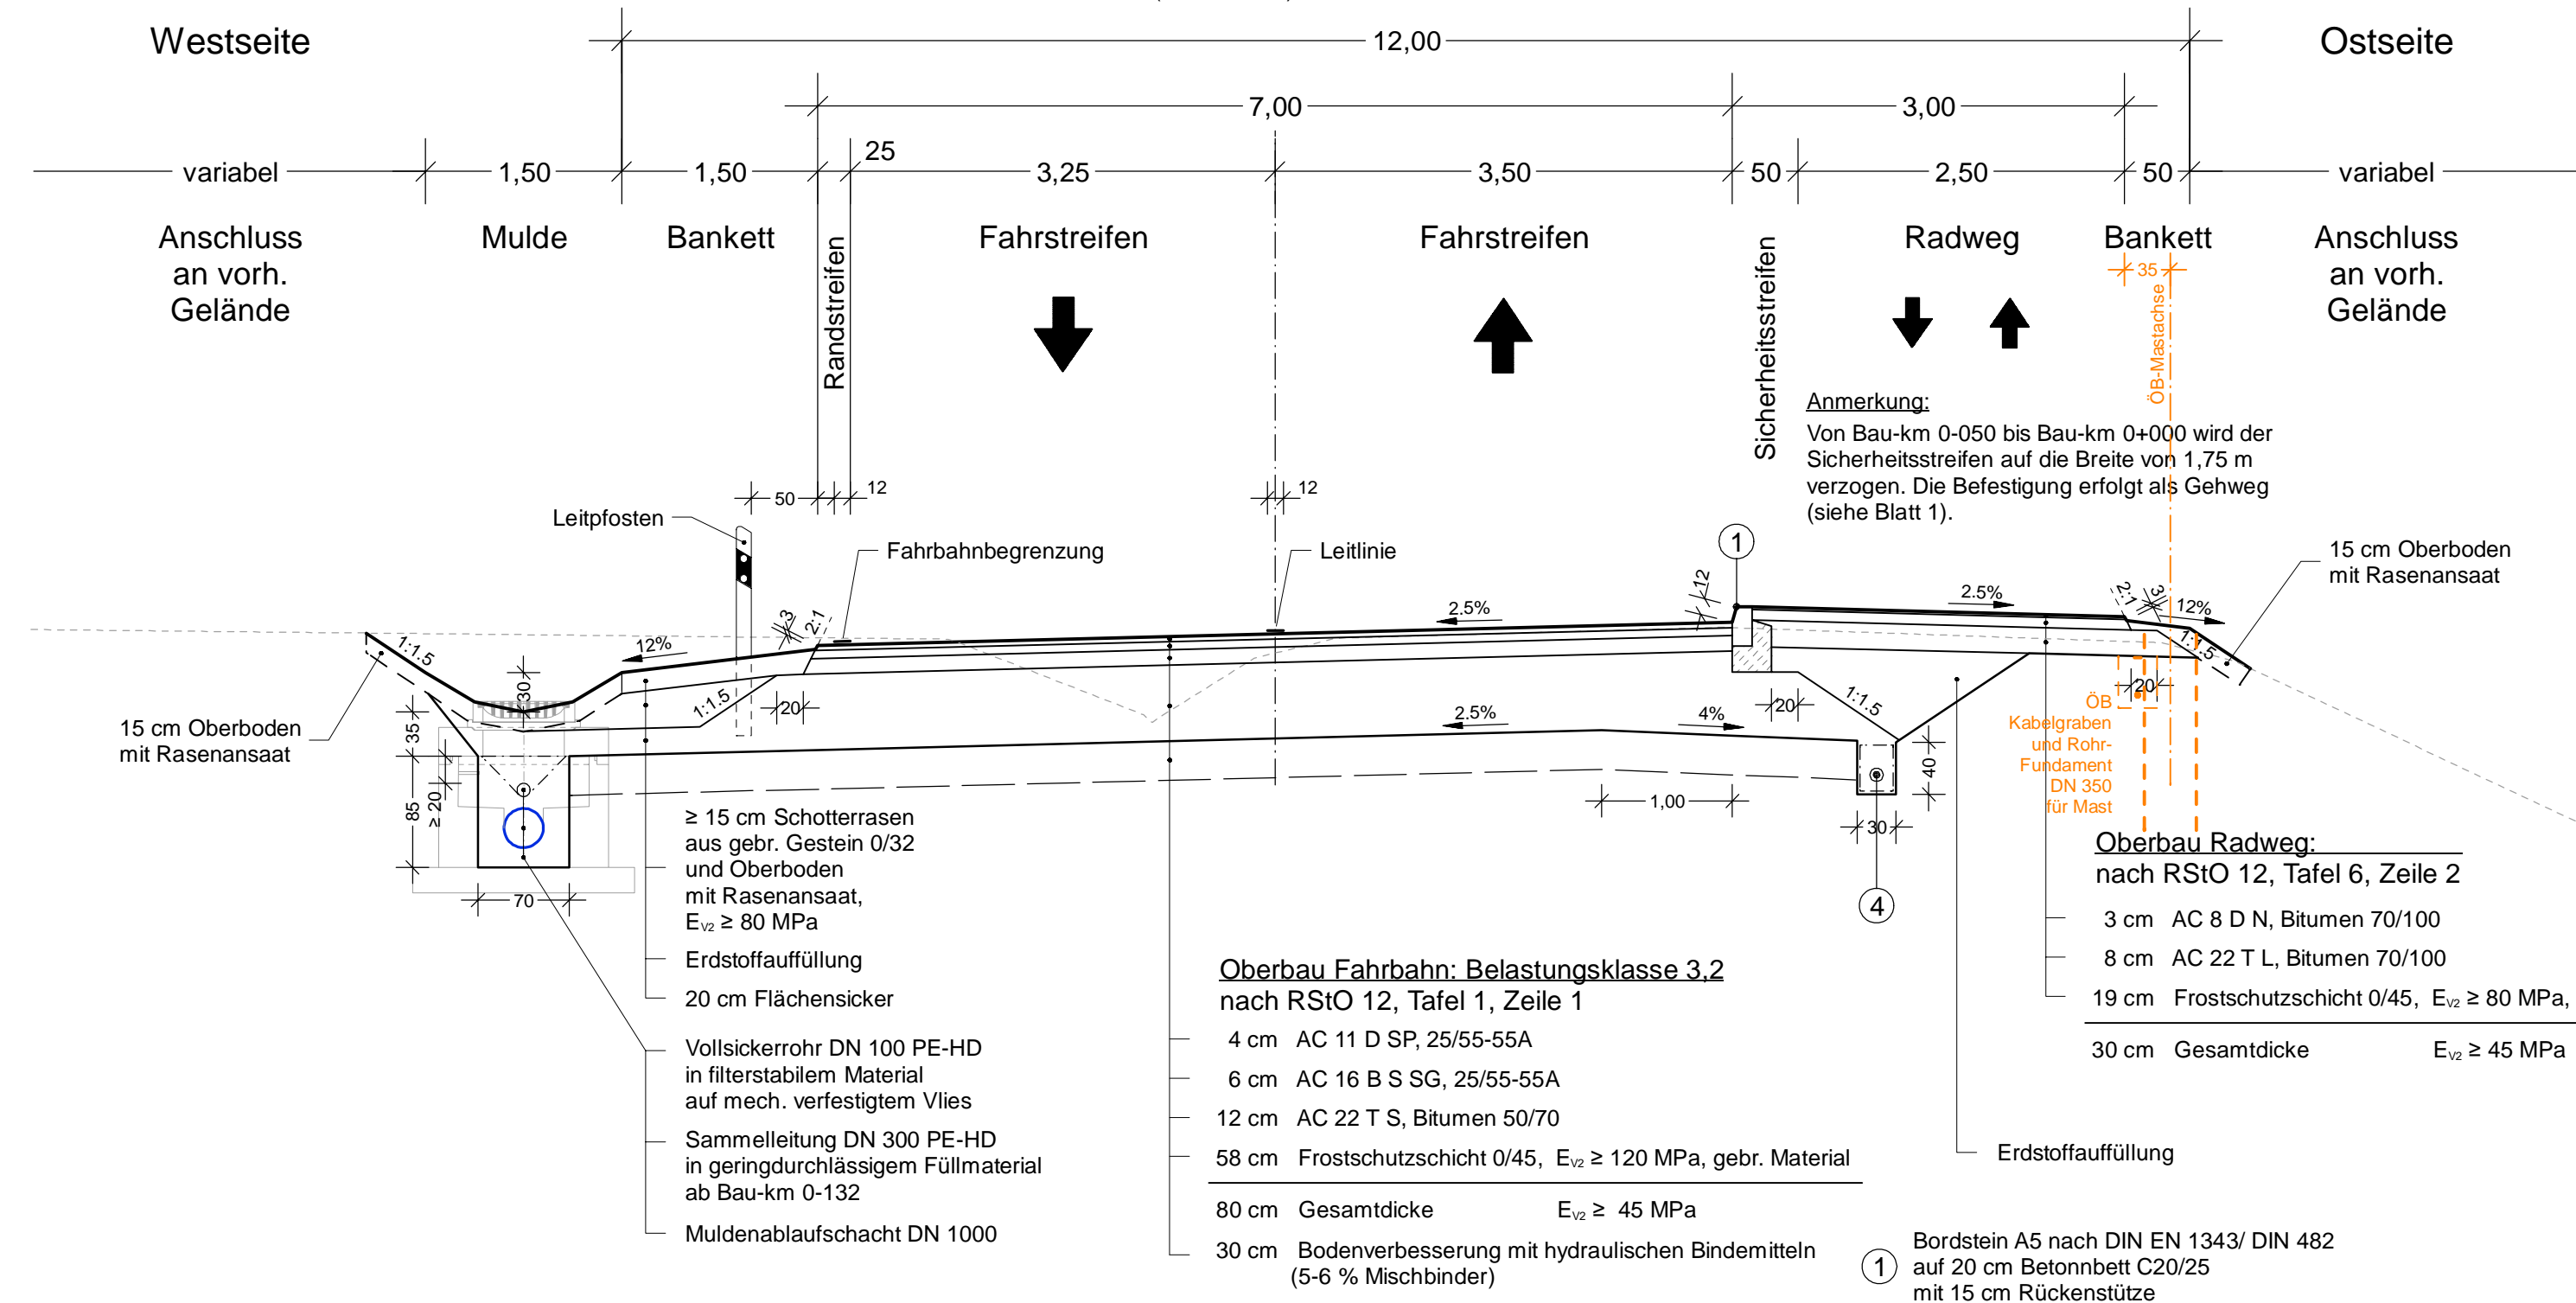 Westseite
12,00
Ostseite
7,00
3,00
variabel
1,50
1,50
25
3,25
3,50
50
2,50
50
variabel
Anschluss
an vorh.
Gelände
Mulde
Bankett
Randstreifen
Fahrstreifen
Fahrstreifen
Sicherheitsstreifen
Radweg
Bankett
Anschluss
an vorh.
Gelände
35
ÖB-Mastachse
Anmerkung:
Von Bau-km 0-050 bis Bau-km 0+000 wird der
Sicherheitsstreifen auf die Breite von 1,75 m
verzogen. Die Befestigung erfolgt als Gehweg
(siehe Blatt 1).
50
12
12
Leitpfosten
Fahrbahnbegrenzung
Leitlinie
1
15 cm Oberboden
mit Rasenansaat
1:1.5
30
12%
3
2:1
2.5%
12
2.5%
2:1
3
12%
1:1.5
1:1.5
20
20
1:1.5
20
2.5%
4%
15 cm Oberboden
mit Rasenansaat
35
85
≥ 20
70
1,00
30
40
4
ÖB
Kabelgraben
und Rohr-
Fundament
DN 350
für Mast
≥ 15 cm Schotterrasen
aus gebr. Gestein 0/32
und Oberboden
mit Rasenansaat,
EV2 ≥ 80 MPa
Erdstoffauffüllung
20 cm Flächensicker
Vollsickerrohr DN 100 PE-HD
in filterstabilem Material
auf mech. verfestigtem Vlies
Sammelleitung DN 300 PE-HD
in geringdurchlässigem Füllmaterial
ab Bau-km 0-132
Muldenablaufschacht DN 1000
Oberbau Fahrbahn: Belastungsklasse 3,2
nach RStO 12, Tafel 1, Zeile 1
4 cm AC 11 D SP, 25/55-55A
6 cm AC 16 B S SG, 25/55-55A
12 cm AC 22 T S, Bitumen 50/70
58 cm Frostschutzschicht 0/45, EV2 ≥ 120 MPa, gebr. Material
80 cm Gesamtdicke EV2 ≥ 45 MPa
30 cm Bodenverbesserung mit hydraulischen Bindemitteln
(5-6 % Mischbinder)
Oberbau Radweg:
nach RStO 12, Tafel 6, Zeile 2
3 cm AC 8 D N, Bitumen 70/100
8 cm AC 22 T L, Bitumen 70/100
19 cm Frostschutzschicht 0/45, EV2 ≥ 80 MPa,
30 cm Gesamtdicke EV2 ≥ 45 MPa
Erdstoffauffüllung
1 Bordstein A5 nach DIN EN 1343/ DIN 482
auf 20 cm Betonnbett C20/25
mit 15 cm Rückenstütze